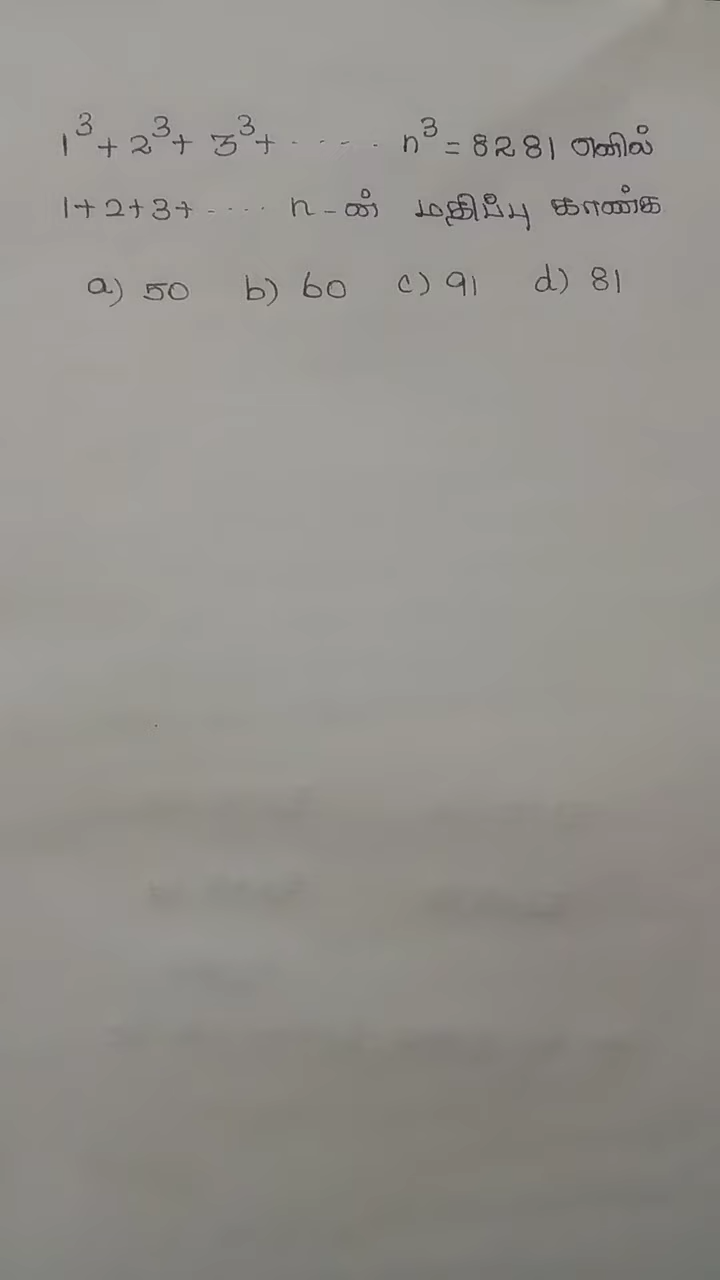 1³ + 2³ + 3³ + ..... n³ = 8281 எனில்
1 + 2 + 3 + ..... n - ன் மதிப்பு காண்க
a) 50 b) 60 c) 91 d) 81